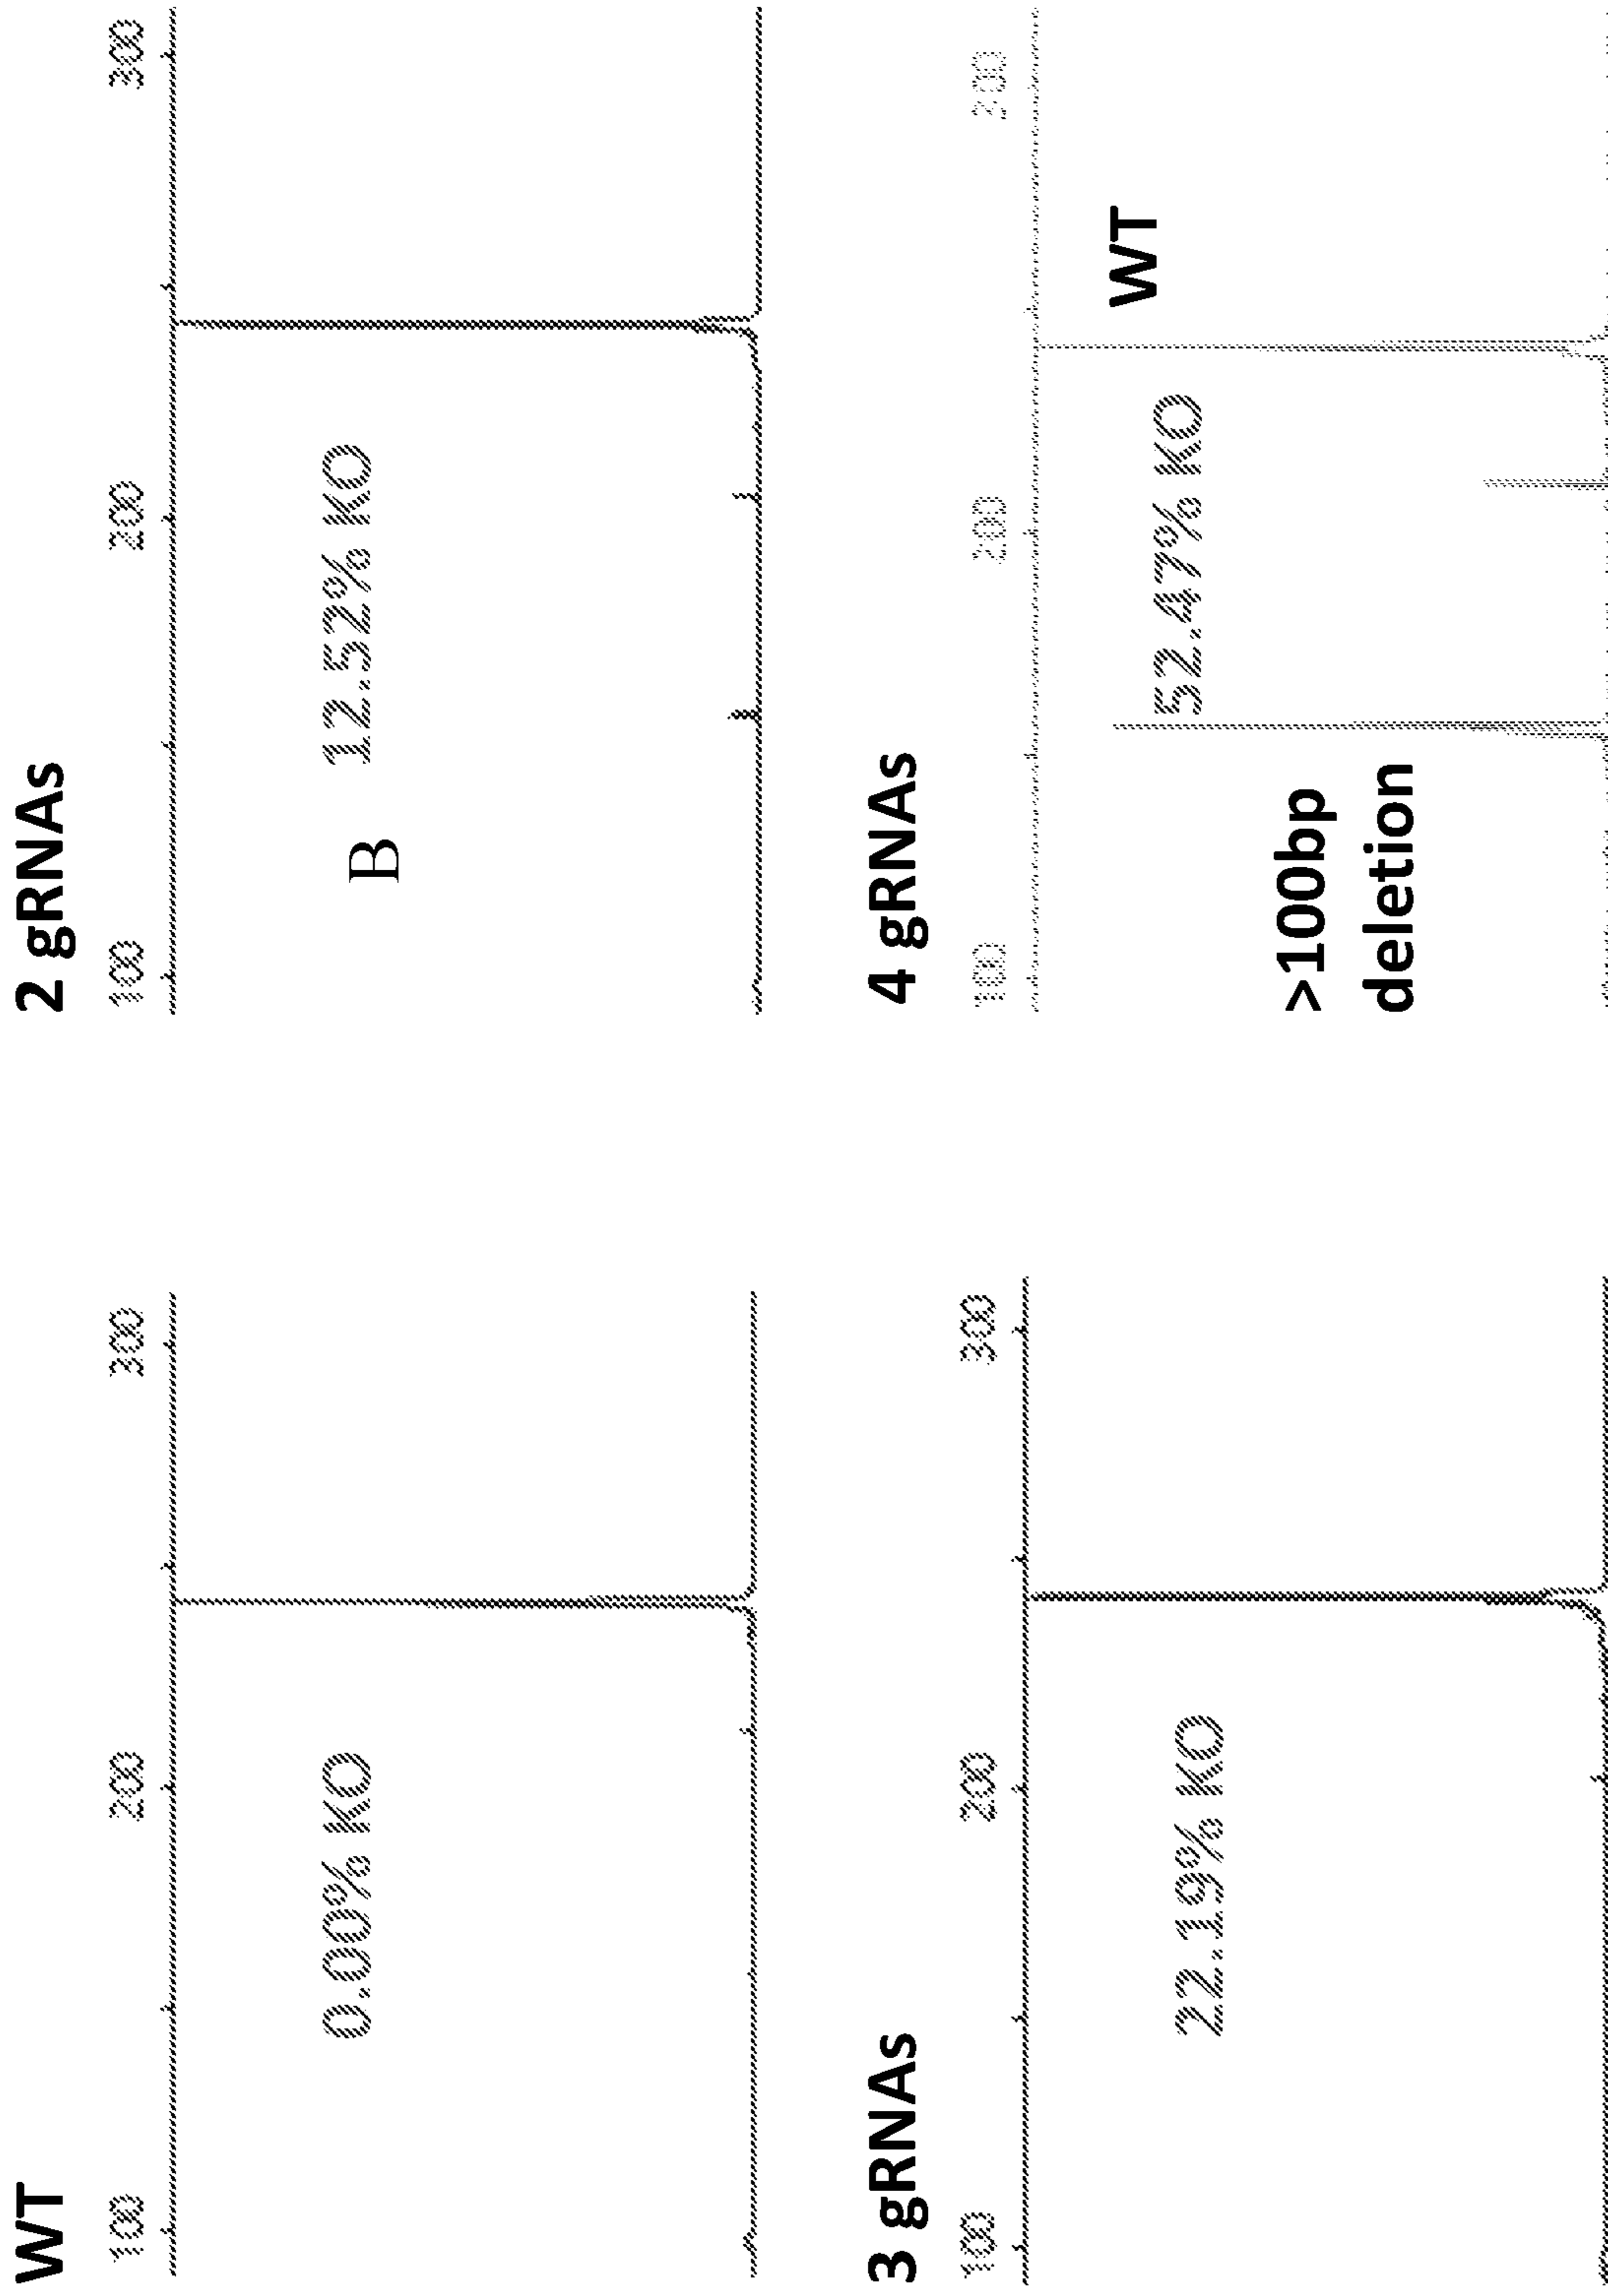 WT
100 200 300
0.00% KO
2 gRNAs
100 200 300
12.52% KO
B
3 gRNAs
100 200 300
22.19% KO
4 gRNAs
100 200 300
WT
52.47% KO
>100bp
deletion